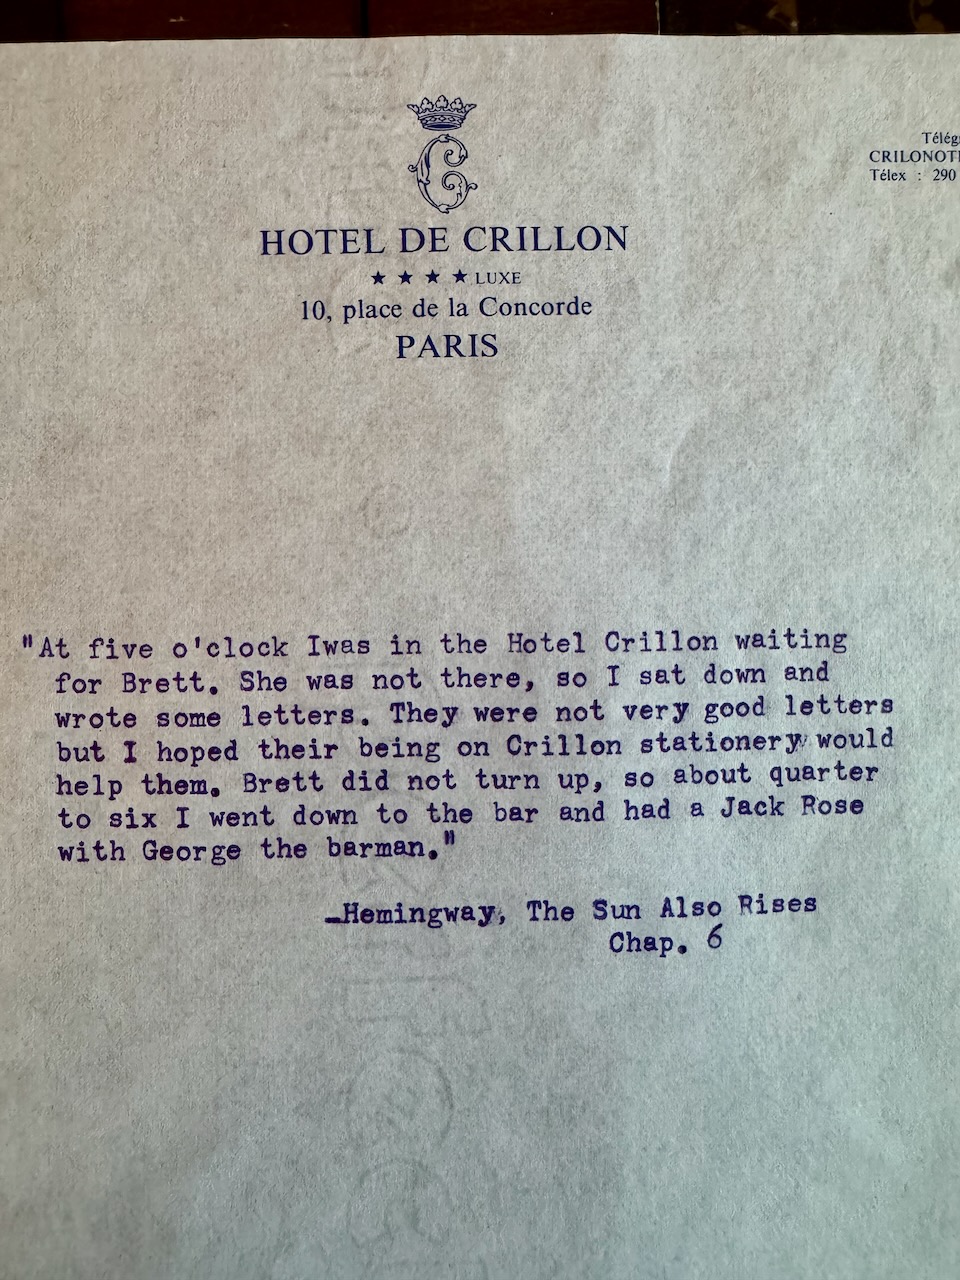 HOTEL DE CRILLON
★ ★ ★ ★ LUXE
10, place de la Concorde
PARIS
Télex : 290
"At five o'clock Iwas in the Hotel Crillon waiting
for Brett. She was not there, so I sat down and
wrote some letters. They were not very good letters
but I hoped their being on Crillon stationery would
help them. Brett did not turn up, so about quarter
to six I went down to the bar and had a Jack Rose
with George the barman."
—Hemingway, The Sun Also Rises
Chap. 6